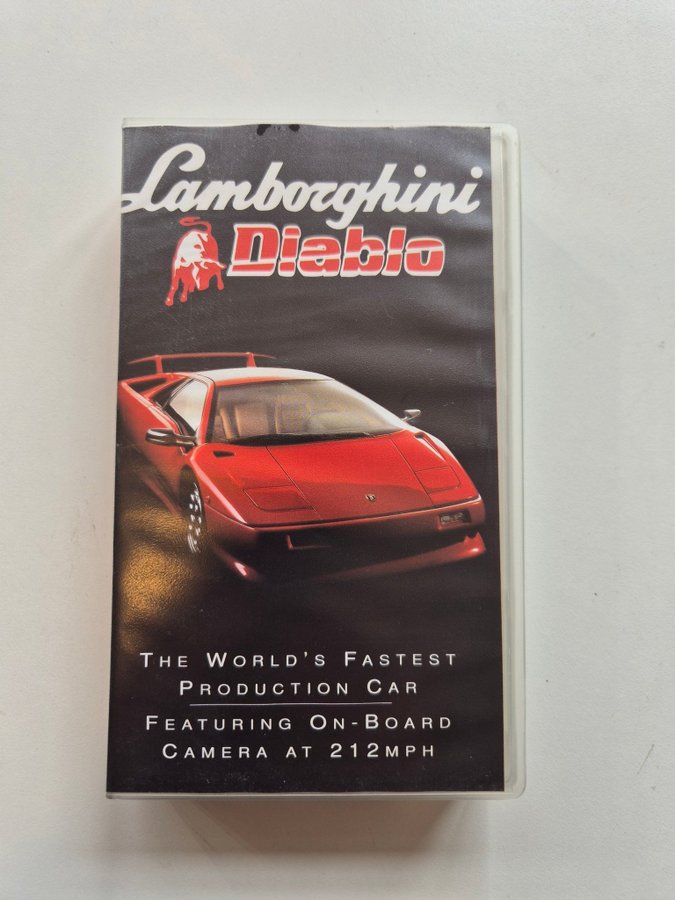 Lamborghini
Diablo
The World's Fastest
Production Car
Featuring On-Board
Camera at 212mph